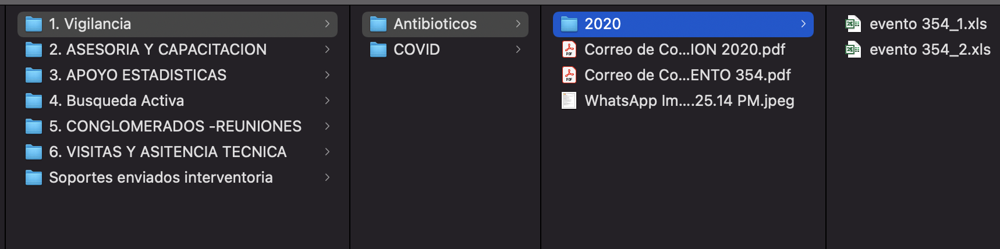 1. Vigilancia
2. ASESORIA Y CAPACITACION
3. APOYO ESTADISTICAS
4. Busqueda Activa
5. CONGLOMERADOS -REUNIONES
6. VISITAS Y ASITENCIA TECNICA
Soportes enviados interventoria
Antibioticos
COVID
2020
Correo de Co...ION 2020.pdf
Correo de Co...ENTO 354.pdf
WhatsApp Im....25.14 PM.jpeg
evento 354_1.xls
evento 354_2.xls